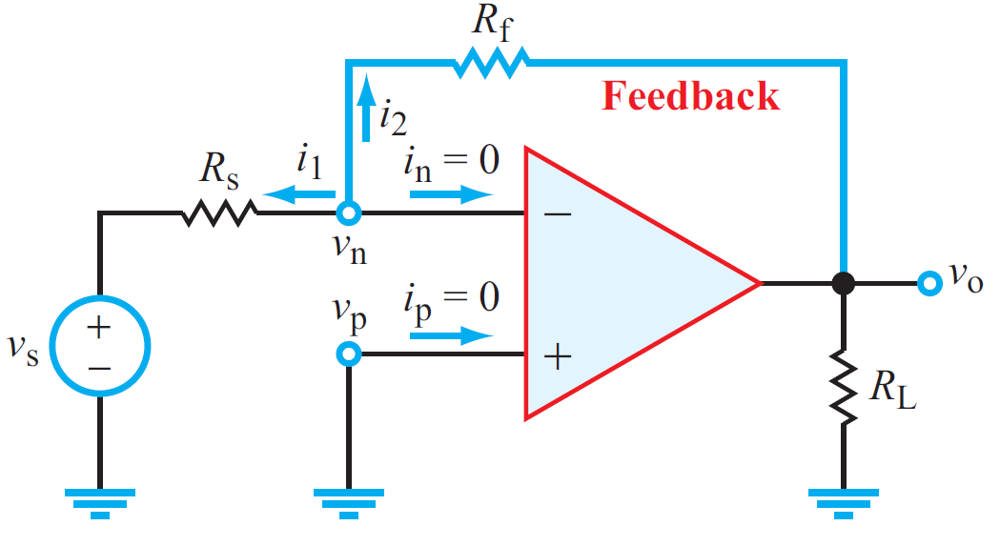 Rf
Feedback
i2
Rs
i1
in = 0
−
vn
vp
ip = 0
vo
vs
+
−
+
RL